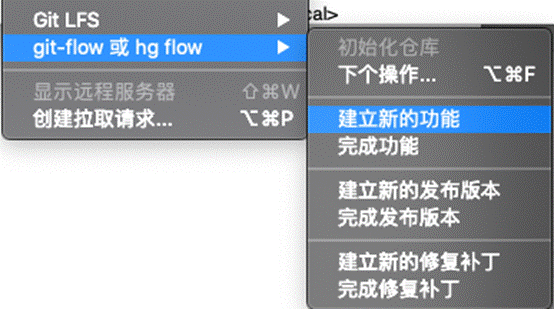 Git LFS
git-flow 或 hg flow
显示远程服务器 ⇧⌘W
创建拉取请求... ⌥⌘P
cal>
初始化仓库
下个操作... ⌥⌘F
建立新的功能
完成功能
建立新的发布版本
完成发布版本
建立新的修复补丁
完成修复补丁